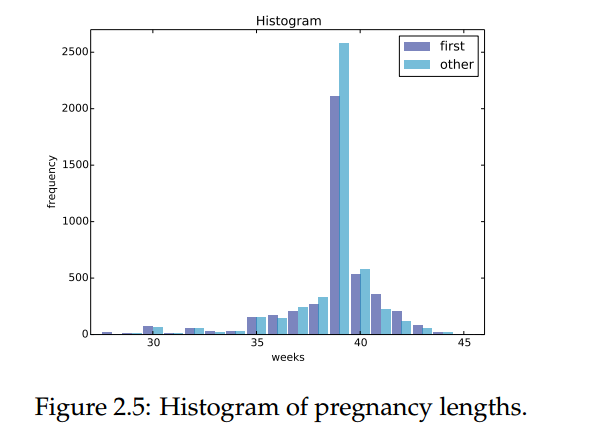 Histogram
2500
2000
1500
1000
500
0
frequency
first
other
30 35 40 45
weeks
Figure 2.5: Histogram of pregnancy lengths.